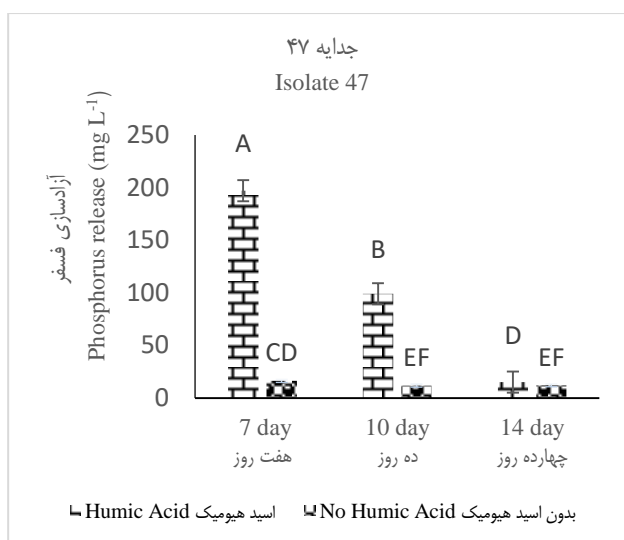 جدایه ۴۷
Isolate 47
آزادسازی فسفر
Phosphorus release (mg L-1)
250
200
150
100
50
0
A
CD
B
EF
D
EF
7 day
10 day
14 day
هفت روز
ده روز
چهارده روز
Humic Acid اسید هیومیک
No Humic Acid بدون اسید هیومیک